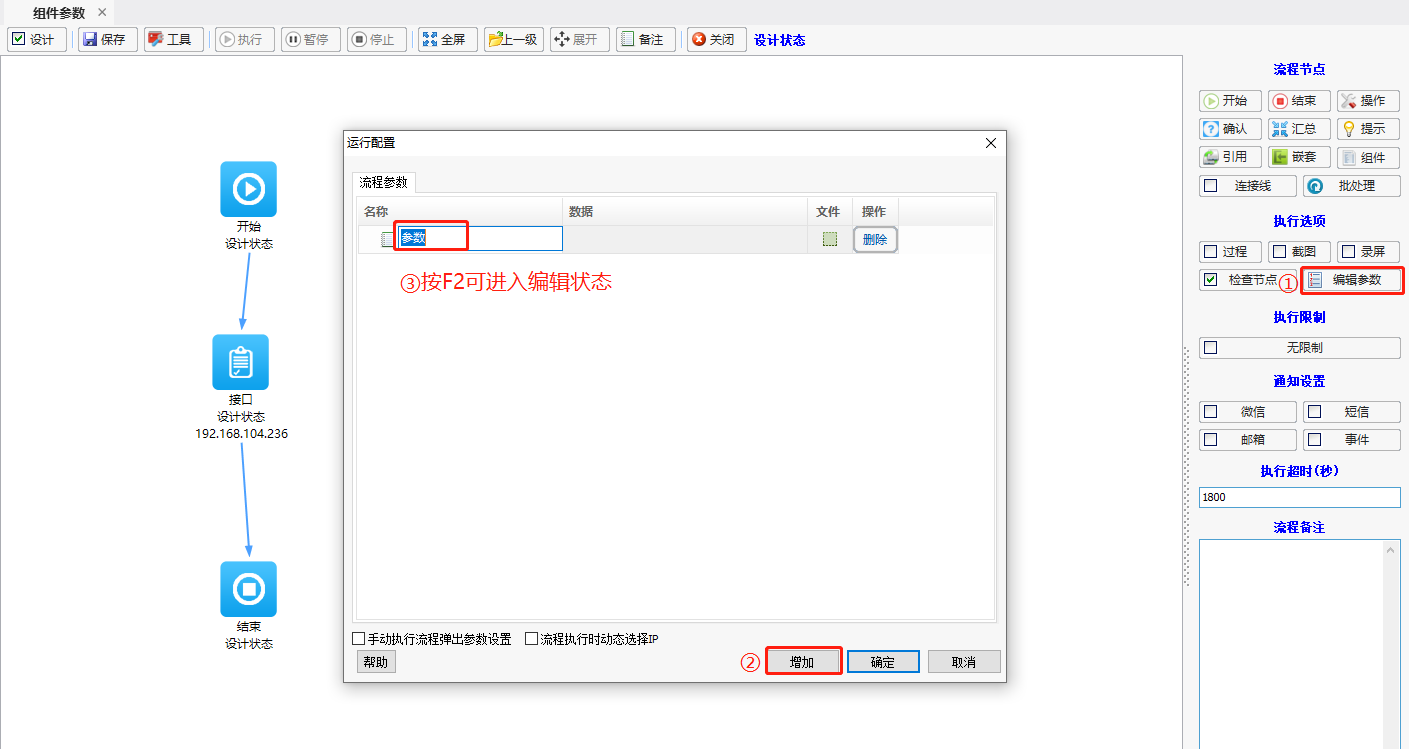 组件参数
设计 保存 工具 执行 暂停 停止 全屏 上一级 展开 备注 关闭 设计状态
开始
设计状态
接口
设计状态
192.168.104.236
结束
设计状态
运行配置
流程参数
名称 数据 文件 操作
参数 删除
③按F2可进入编辑状态
手动执行流程弹出参数设置 流程执行时动态选择IP
帮助 ② 增加 确定 取消
流程节点
开始 结束 操作
确认 汇总 提示
引用 嵌套 组件
连接线 批处理
执行选项
过程 截图 录屏
检查节点 ① 编辑参数
执行限制
无限制
通知设置
微信 短信
邮箱 事件
执行超时(秒)
1800
流程备注